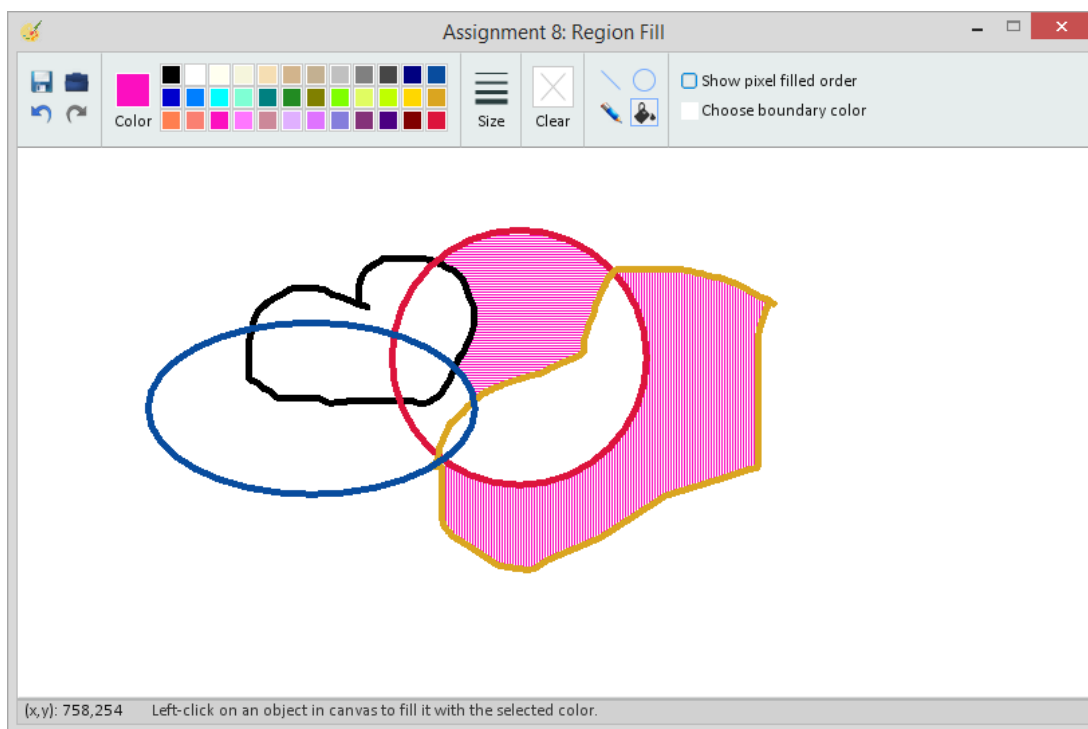 Assignment 8: Region Fill
Show pixel filled order
Choose boundary color
Color
Size
Clear
(x,y): 758,254 Left-click on an object in canvas to fill it with the selected color.